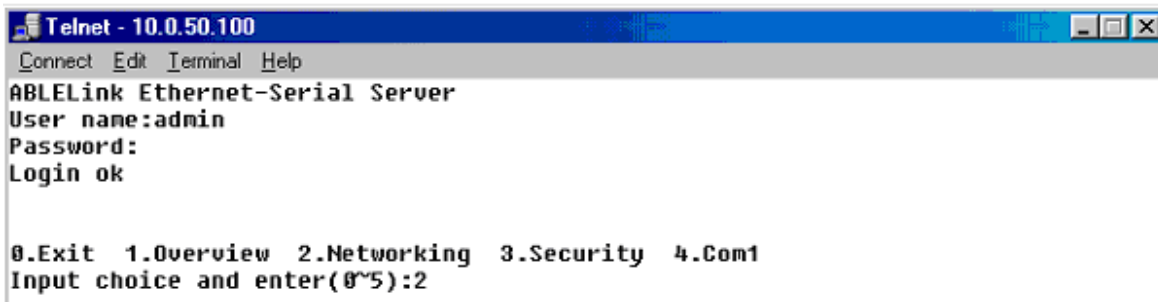 Telnet - 10.0.50.100
Connect Edit Terminal Help
ABLELink Ethernet-Serial Server
User name:admin
Password:
Login ok
0.Exit 1.Overview 2.Networking 3.Security 4.Com1
Input choice and enter(0~5):2